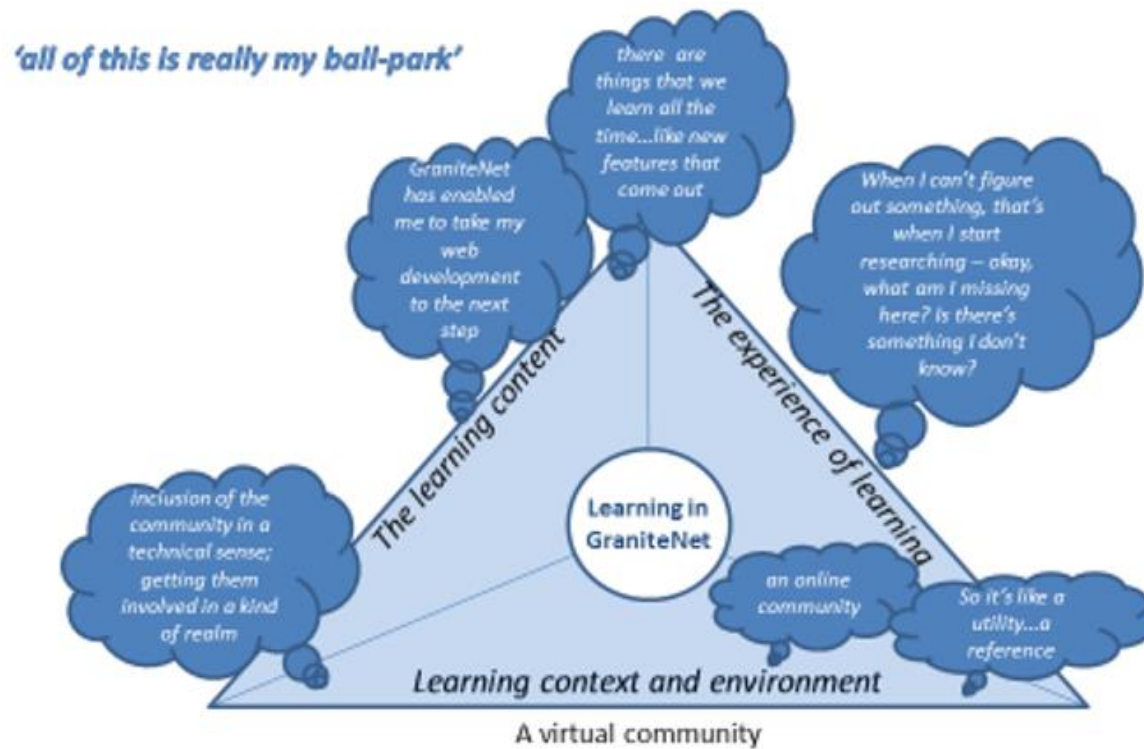 'all of this is really my ball-park'
there are
things that we
learn all the
time...like new
features that
come out
GraniteNet
has enabled
me to take my
web
development
to the next
step
When I can't figure
out something, that's
when I start
researching – okay,
what am I missing
here? Is there's
something I don't
know?
The learning content
The experience of learning
Inclusion of the
community in a
technical sense;
getting them
involved in a kind
of realm
Learning in
GraniteNet
an online
community
So it's like a
utility...a
reference
Learning context and environment
A virtual community